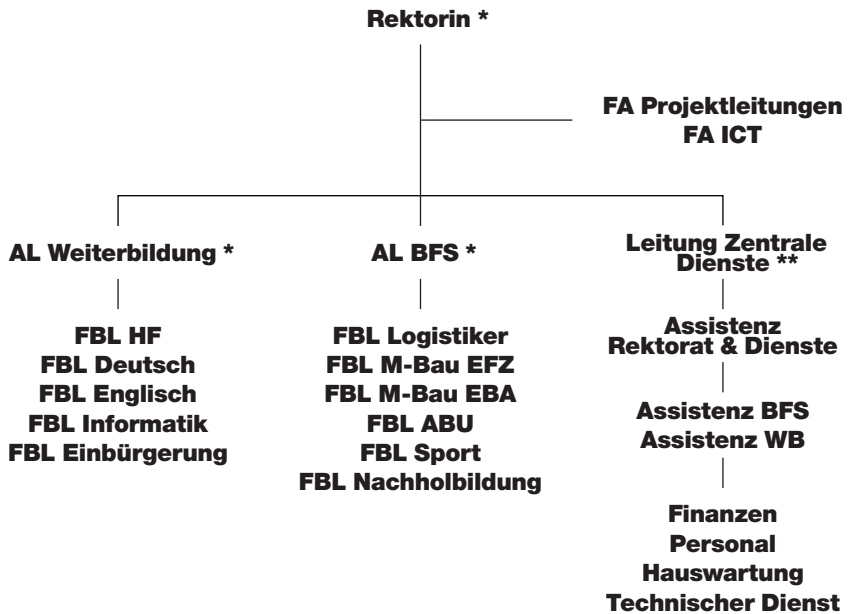 Rektorin *
FA Projektleitungen
FA ICT
AL Weiterbildung *
FBL HF
FBL Deutsch
FBL Englisch
FBL Informatik
FBL Einbürgerung
AL BFS *
FBL Logistiker
FBL M-Bau EFZ
FBL M-Bau EBA
FBL ABU
FBL Sport
FBL Nachholbildung
Leitung Zentrale
Dienste **
Assistenz
Rektorat & Dienste
Assistenz BFS
Assistenz WB
Finanzen
Personal
Hauswartung
Technischer Dienst